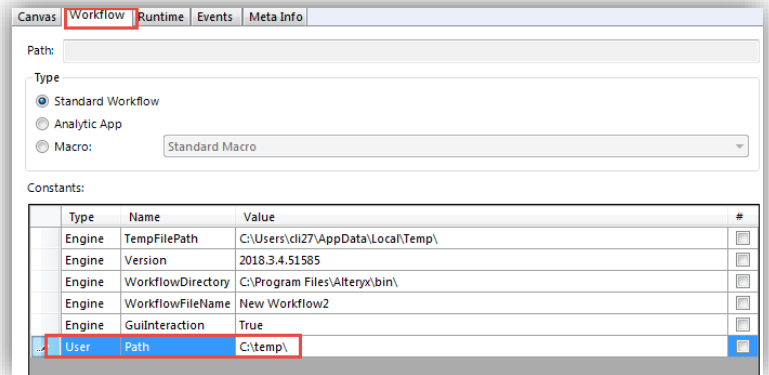 Canvas Workflow Runtime Events Meta Info
Path:
Type
Standard Workflow
Analytic App
Macro: Standard Macro
Constants:
Type Name Value #
Engine TempFilePath C:\Users\cli27\AppData\Local\Temp\
Engine Version 2018.3.4.51585
Engine WorkflowDirectory C:\Program Files\Alteryx\bin\
Engine WorkflowFileName New Workflow2
Engine GuiInteraction True
User Path C:\temp\